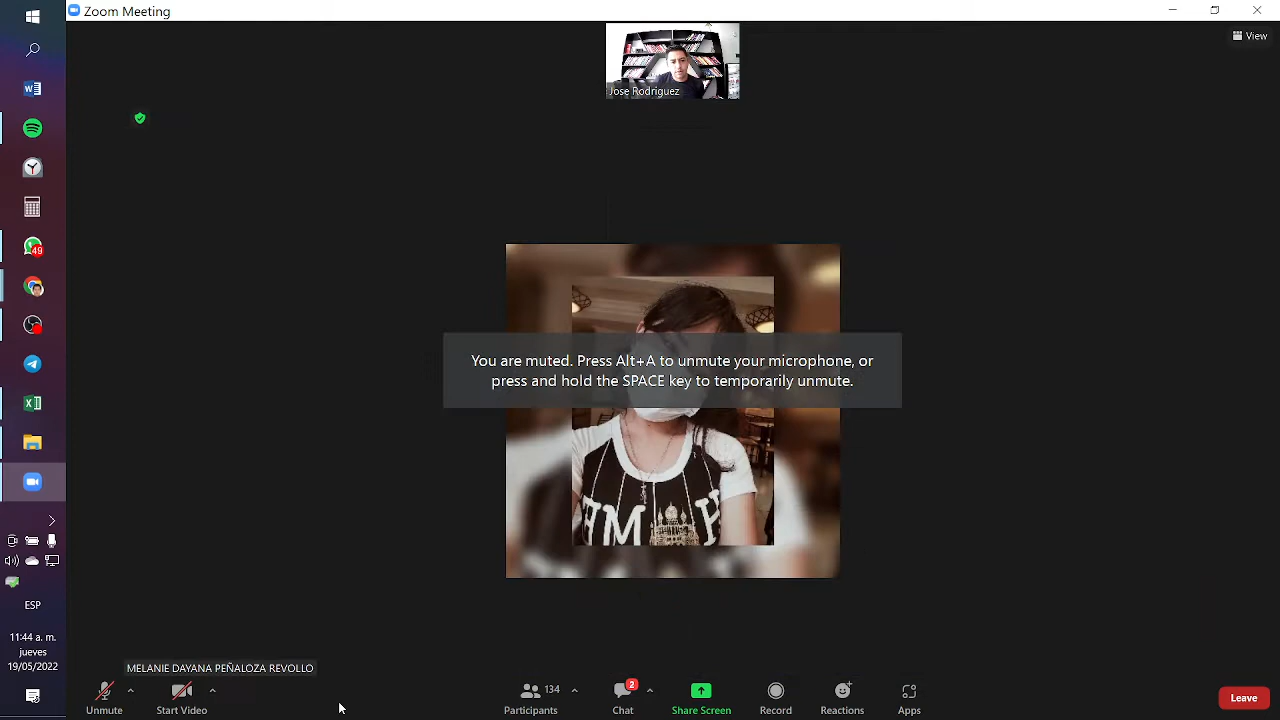 Zoom Meeting
View
Jose Rodriguez
You are muted. Press Alt+A to unmute your microphone, or
press and hold the SPACE key to temporarily unmute.
49
ESP
11:44 a. m.
jueves
19/05/2022
MELANIE DAYANA PEÑALOZA REVOLLO
Unmute
Start Video
134
Participants
2
Chat
Share Screen
Record
Reactions
Apps
Leave